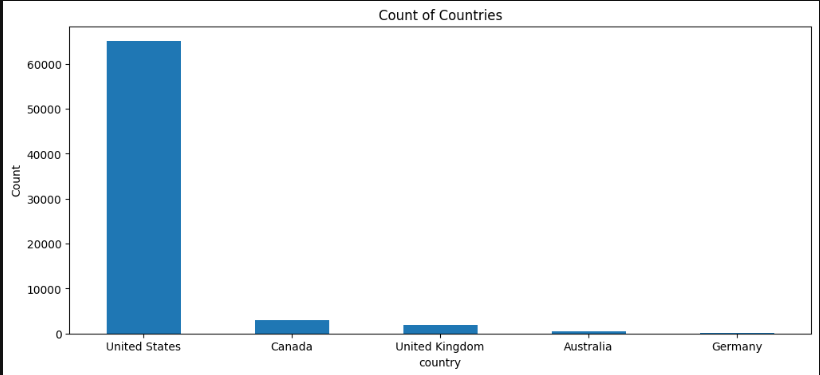 Count of Countries
60000
50000
40000
30000
20000
10000
0
Count
United States Canada United Kingdom Australia Germany
country